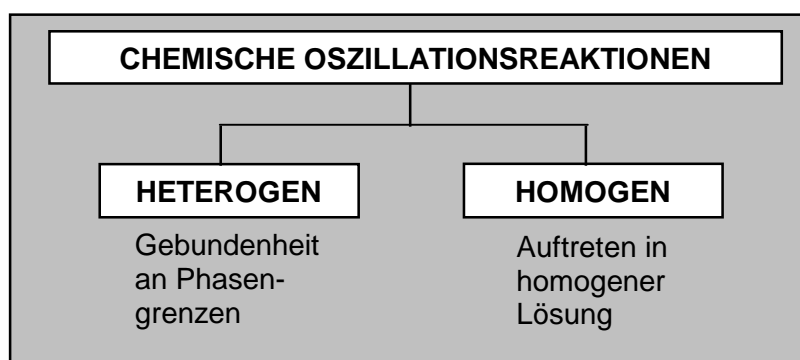 CHEMISCHE OSZILLATIONSREAKTIONEN
HETEROGEN
Gebundenheit
an Phasen-
grenzen
HOMOGEN
Auftreten in
homogener
Lösung